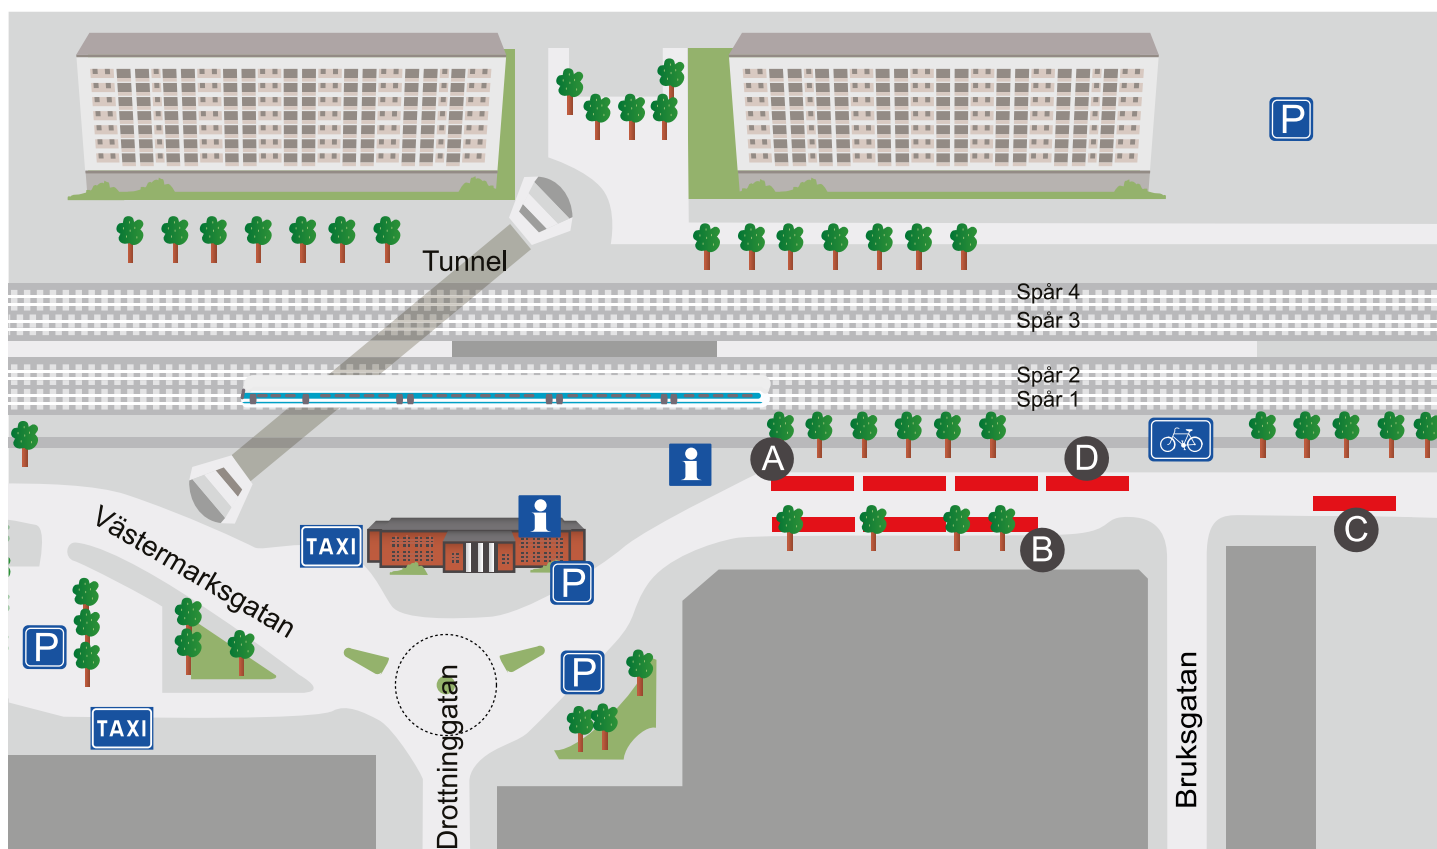 P
Tunnel
Spår 4
Spår 3
Spår 2
Spår 1
A
D
i
i
B
C
TAXI
Västermarksgatan
P
P
P
TAXI
Drottninggatan
Bruksgatan